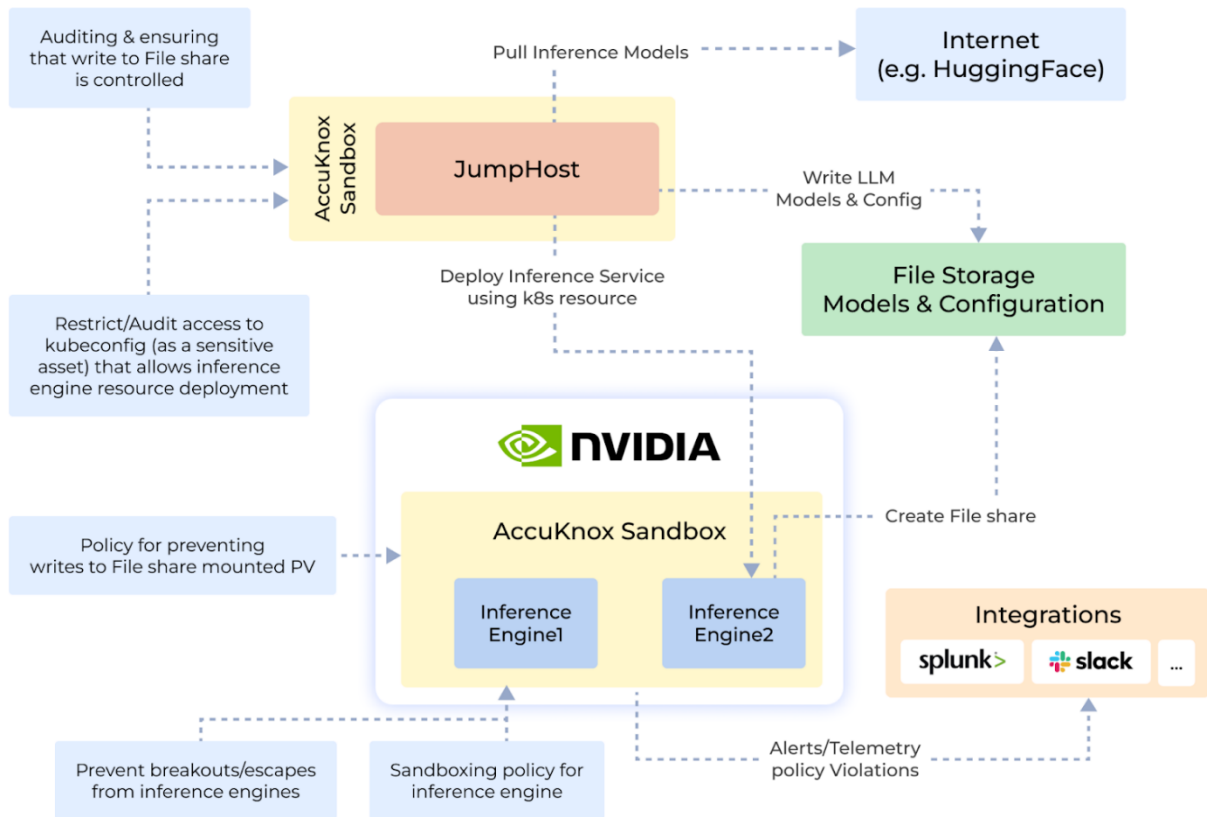 Auditing & ensuring
that write to File share
is controlled
Pull Inference Models
Internet
(e.g. HuggingFace)
AccuKnox
Sandbox
JumpHost
Write LLM
Models & Config
Deploy Inference Service
using k8s resource
File Storage
Models & Configuration
Restrict/Audit access to
kubeconfig (as a sensitive
asset) that allows inference
engine resource deployment
NVIDIA
AccuKnox Sandbox
Create File share
Policy for preventing
writes to File share mounted PV
Inference
Engine1
Inference
Engine2
Integrations
splunk>
slack
...
Prevent breakouts/escapes
from inference engines
Sandboxing policy for
inference engine
Alerts/Telemetry
policy Violations